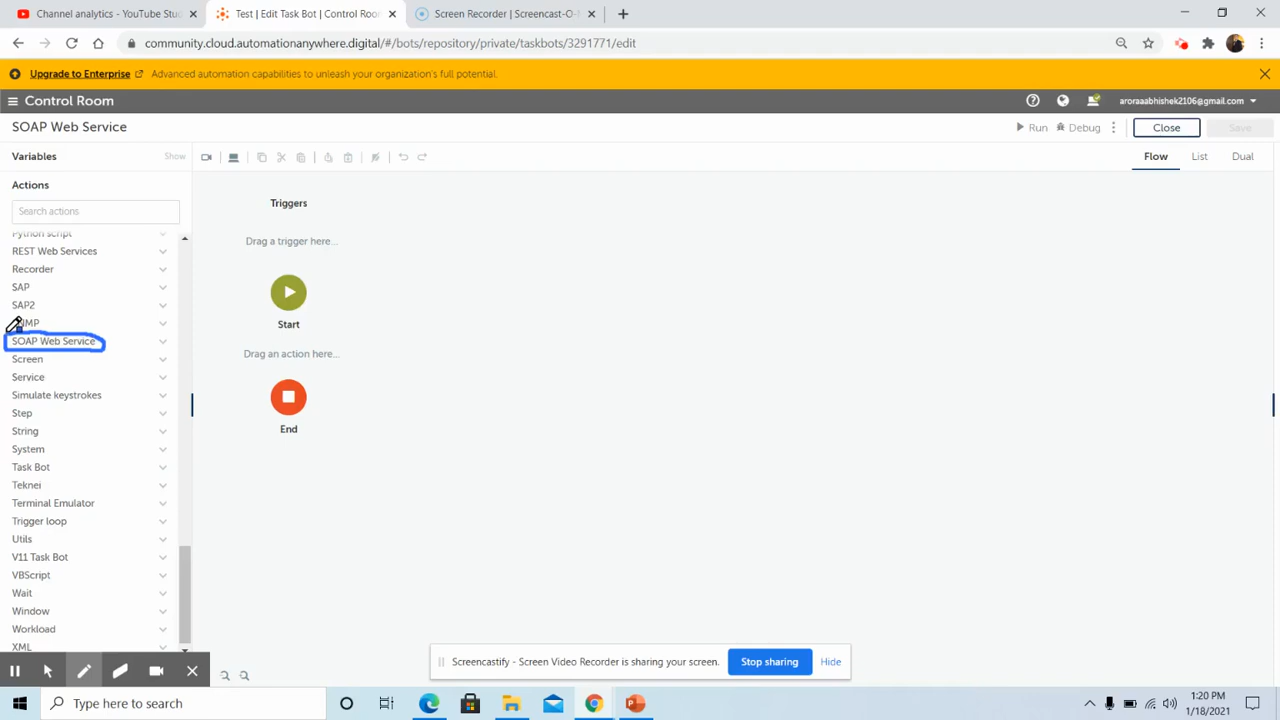 Channel analytics - YouTube Stu
Test | Edit Task Bot | Control Room
Screen Recorder | Screencast-O-M
community.cloud.automationanywhere.digital/#/bots/repository/private/taskbots/3291771/edit
Upgrade to Enterprise Advanced automation capabilities to unleash your organization's full potential.
Control Room
aroraaabhishek2106@gmail.com
SOAP Web Service
Run
Debug
Close
Save
Variables
Show
Flow
List
Dual
Actions
Search actions
Python script
REST Web Services
Recorder
SAP
SAP2
SOAP Web Service
Screen
Service
Simulate keystrokes
Step
String
System
Task Bot
Teknei
Terminal Emulator
Trigger loop
Utils
V11 Task Bot
VBScript
Wait
Window
Workload
XML
Triggers
Drag a trigger here...
Start
Drag an action here...
End
Screencastify - Screen Video Recorder is sharing your screen.
Stop sharing
Hide
Type here to search
1:20 PM
1/18/2021